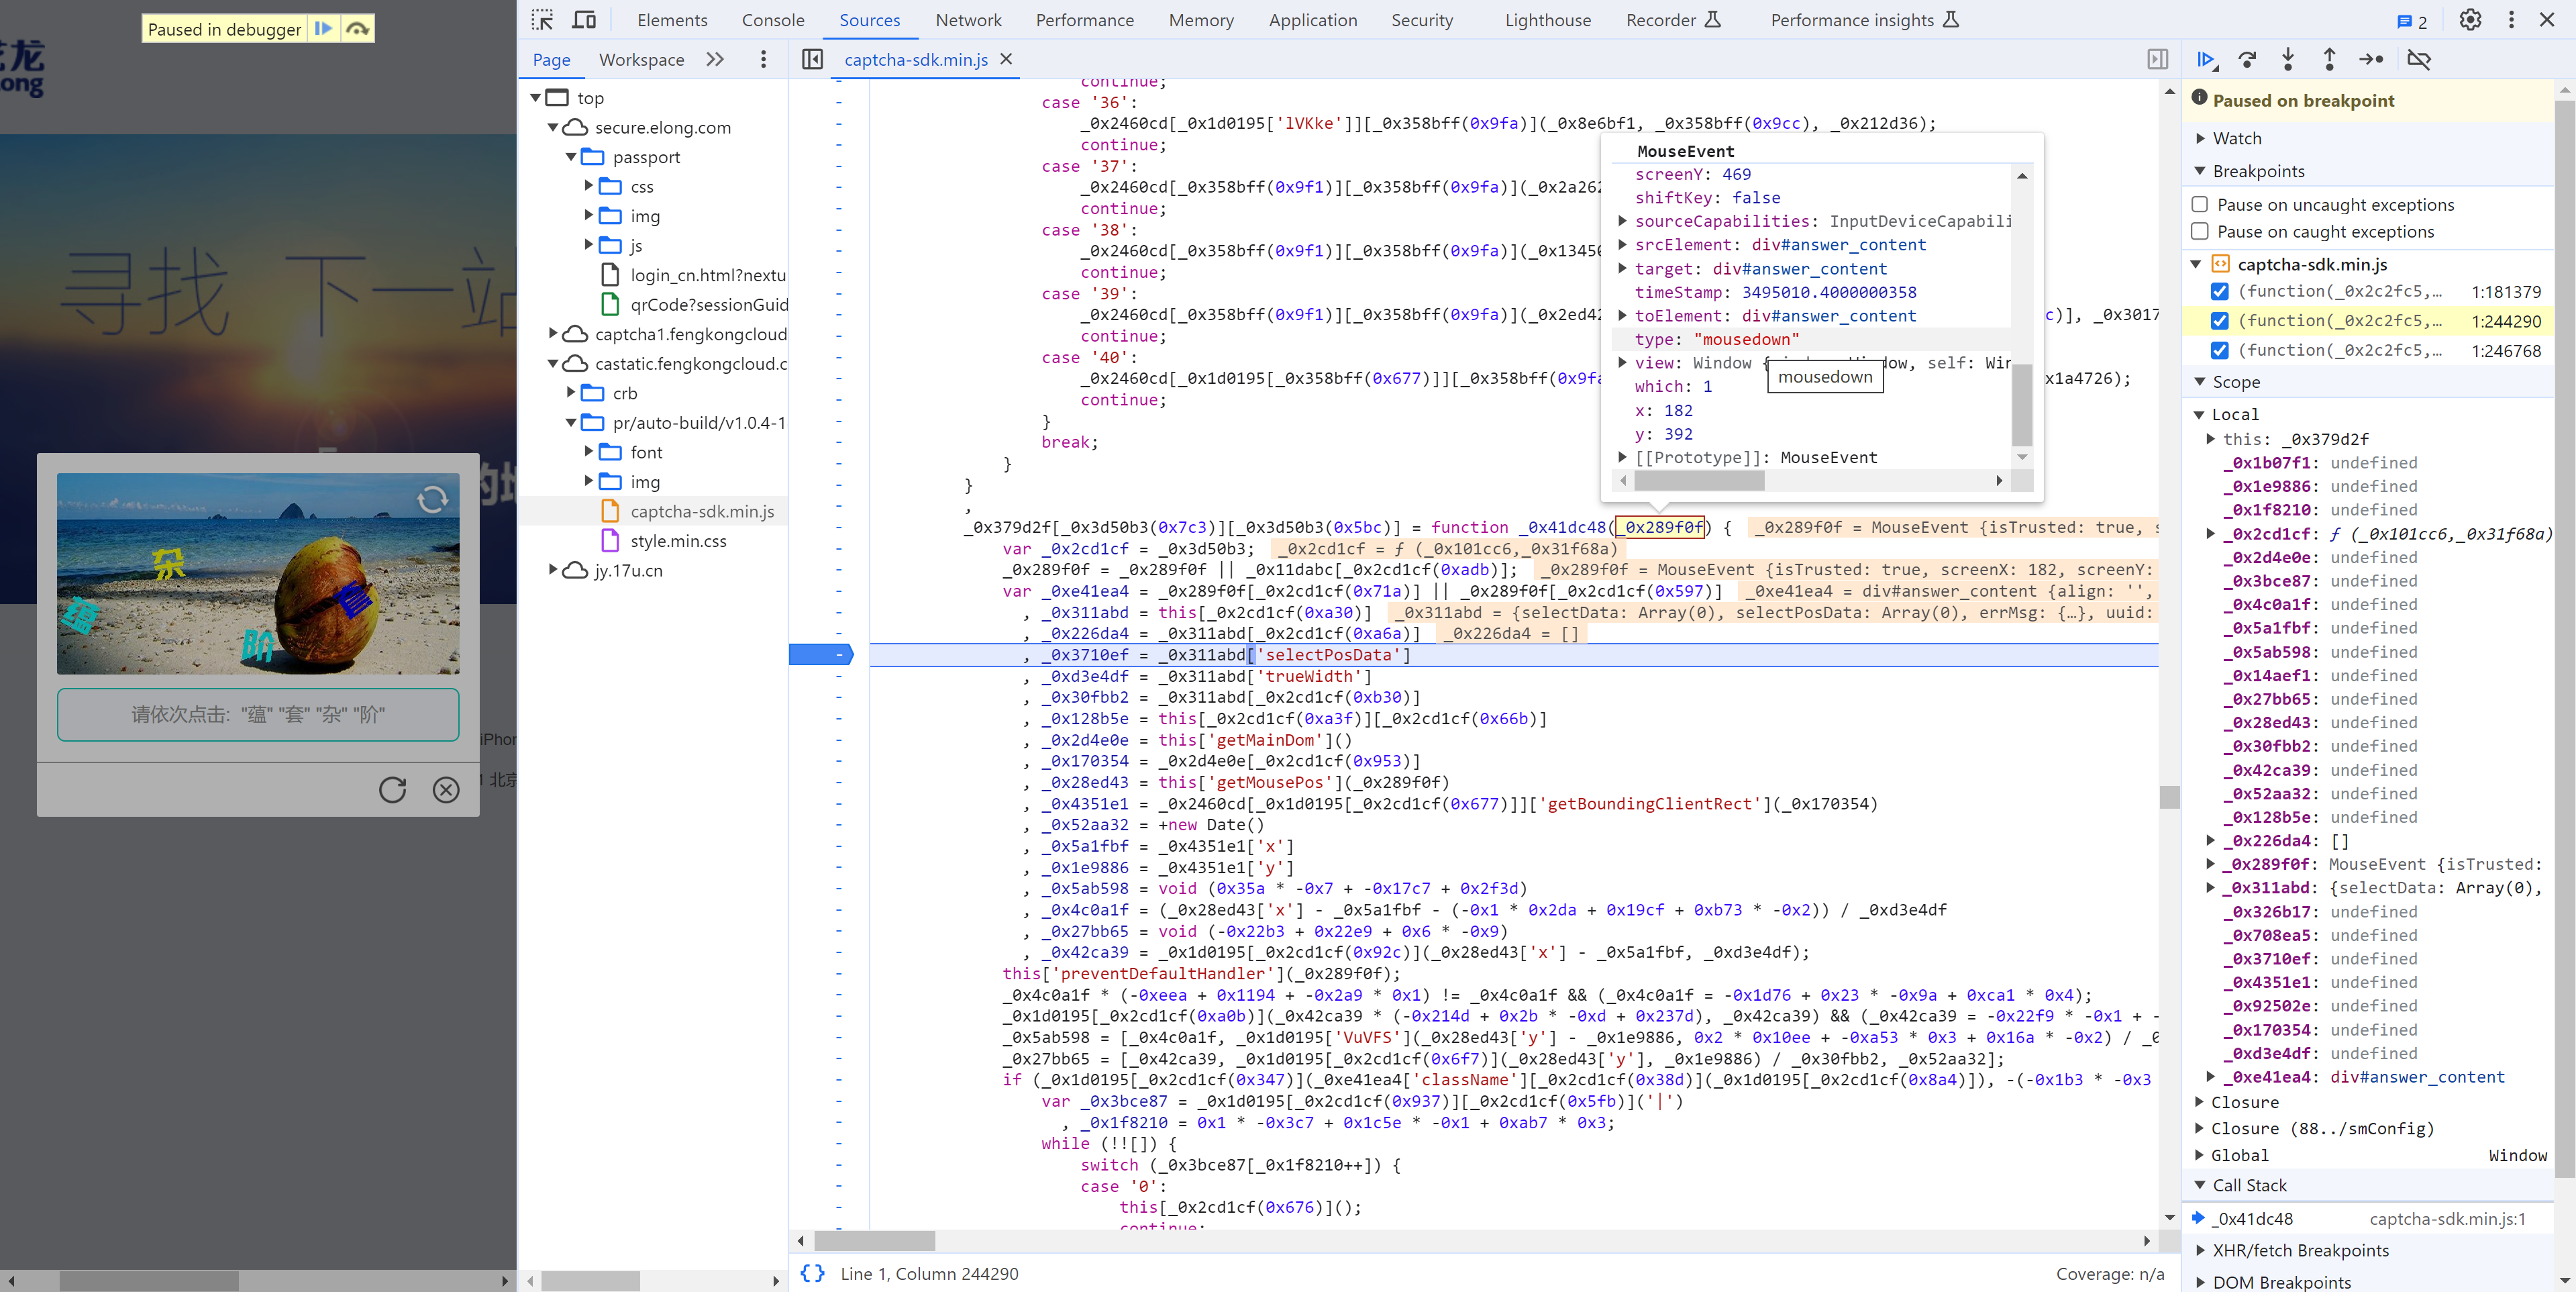 Paused in debugger
龙
ong
寻找 下一站
的地
杂
套
蕴
阶
请依次点击: "蕴" "套" "杂" "阶"
iPhon
北京
Elements Console Sources Network Performance Memory Application Security Lighthouse Recorder Performance insights 2
Page Workspace
captcha-sdk.min.js
top
secure.elong.com
passport
css
img
js
login_cn.html?nextu
qrCode?sessionGuid
captcha1.fengkongcloud
castatic.fengkongcloud.c
crb
pr/auto-build/v1.0.4-1
font
img
captcha-sdk.min.js
style.min.css
jy.17u.cn
continue;
case '36':
_0x2460cd[_0x1d0195['lVKke']][_0x358bff(0x9fa)](_0x8e6bf1, _0x358bff(0x9cc), _0x212d36);
continue;
case '37':
_0x2460cd[_0x358bff(0x9f1)][_0x358bff(0x9fa)](_0x2a262
continue;
case '38':
_0x2460cd[_0x358bff(0x9f1)][_0x358bff(0x9fa)](_0x1345
continue;
case '39':
_0x2460cd[_0x358bff(0x9f1)][_0x358bff(0x9fa)](_0x2ed42 c)], _0x3017
continue;
case '40':
_0x2460cd[_0x1d0195[_0x358bff(0x677)]][_0x358bff(0x9fa x1a4726);
continue;
}
break;
}
}
,
_0x379d2f[_0x3d50b3(0x7c3)][_0x3d50b3(0x5bc)] = function _0x41dc48(_0x289f0f) { _0x289f0f = MouseEvent {isTrusted: true, s
var _0x2cd1cf = _0x3d50b3; _0x2cd1cf = ƒ (_0x101cc6,_0x31f68a)
_0x289f0f = _0x289f0f || _0x11dabc[_0x2cd1cf(0xadb)]; _0x289f0f = MouseEvent {isTrusted: true, screenX: 182, screenY:
var _0xe41ea4 = _0x289f0f[_0x2cd1cf(0x71a)] || _0x289f0f[_0x2cd1cf(0x597)] _0xe41ea4 = div#answer_content {align: '',
, _0x311abd = this[_0x2cd1cf(0xa30)] _0x311abd = {selectData: Array(0), selectPosData: Array(0), errMsg: {…}, uuid:
, _0x226da4 = _0x311abd[_0x2cd1cf(0xa6a)] _0x226da4 = []
, _0x3710ef = _0x311abd['selectPosData']
, _0xd3e4df = _0x311abd['trueWidth']
, _0x30fbb2 = _0x311abd[_0x2cd1cf(0xb30)]
, _0x128b5e = this[_0x2cd1cf(0xa3f)][_0x2cd1cf(0x66b)]
, _0x2d4e0e = this['getMainDom']()
, _0x170354 = _0x2d4e0e[_0x2cd1cf(0x953)]
, _0x28ed43 = this['getMousePos'](_0x289f0f)
, _0x4351e1 = _0x2460cd[_0x1d0195[_0x2cd1cf(0x677)]]['getBoundingClientRect'](_0x170354)
, _0x52aa32 = +new Date()
, _0x5a1fbf = _0x4351e1['x']
, _0x1e9886 = _0x4351e1['y']
, _0x5ab598 = void (0x35a * -0x7 + -0x17c7 + 0x2f3d)
, _0x4c0a1f = (_0x28ed43['x'] - _0x5a1fbf - (-0x1 * 0x2da + 0x19cf + 0xb73 * -0x2)) / _0xd3e4df
, _0x27bb65 = void (-0x22b3 + 0x22e9 + 0x6 * -0x9)
, _0x42ca39 = _0x1d0195[_0x2cd1cf(0x92c)](_0x28ed43['x'] - _0x5a1fbf, _0xd3e4df);
this['preventDefaultHandler'](_0x289f0f);
_0x4c0a1f * (-0xeea + 0x1194 + -0x2a9 * 0x1) != _0x4c0a1f && (_0x4c0a1f = -0x1d76 + 0x23 * -0x9a + 0xca1 * 0x4);
_0x1d0195[_0x2cd1cf(0xa0b)](_0x42ca39 * (-0x214d + 0x2b * -0xd + 0x237d), _0x42ca39) && (_0x42ca39 = -0x22f9 * -0x1 + -
_0x5ab598 = [_0x4c0a1f, _0x1d0195['VuVFS'](_0x28ed43['y'] - _0x1e9886, 0x2 * 0x10ee + -0xa53 * 0x3 + 0x16a * -0x2) / _0
_0x27bb65 = [_0x42ca39, _0x1d0195[_0x2cd1cf(0x6f7)](_0x28ed43['y'], _0x1e9886) / _0x30fbb2, _0x52aa32];
if (_0x1d0195[_0x2cd1cf(0x347)](_0xe41ea4['className'][_0x2cd1cf(0x38d)](_0x1d0195[_0x2cd1cf(0x8a4)]), -(-0x1b3 * -0x3
var _0x3bce87 = _0x1d0195[_0x2cd1cf(0x937)][_0x2cd1cf(0x5fb)]('|')
, _0x1f8210 = 0x1 * -0x3c7 + 0x1c5e * -0x1 + 0xab7 * 0x3;
while (!![]) {
switch (_0x3bce87[_0x1f8210++]) {
case '0':
this[_0x2cd1cf(0x676)]();
continue;
MouseEvent
screenY: 469
shiftKey: false
sourceCapabilities: InputDeviceCapabili
srcElement: div#answer_content
target: div#answer_content
timeStamp: 3495010.4000000358
toElement: div#answer_content
type: "mousedown"
view: Window dow, self: Wir
mousedown
which: 1
x: 182
y: 392
[[Prototype]]: MouseEvent
Line 1, Column 244290
Coverage: n/a
Paused on breakpoint
Watch
Breakpoints
Pause on uncaught exceptions
Pause on caught exceptions
captcha-sdk.min.js
(function(_0x2c2fc5,… 1:181379
(function(_0x2c2fc5,… 1:244290
(function(_0x2c2fc5,… 1:246768
Scope
Local
this: _0x379d2f
_0x1b07f1: undefined
_0x1e9886: undefined
_0x1f8210: undefined
_0x2cd1cf: ƒ (_0x101cc6,_0x31f68a)
_0x2d4e0e: undefined
_0x3bce87: undefined
_0x4c0a1f: undefined
_0x5a1fbf: undefined
_0x5ab598: undefined
_0x14aef1: undefined
_0x27bb65: undefined
_0x28ed43: undefined
_0x30fbb2: undefined
_0x42ca39: undefined
_0x52aa32: undefined
_0x128b5e: undefined
_0x226da4: []
_0x289f0f: MouseEvent {isTrusted:
_0x311abd: {selectData: Array(0),
_0x326b17: undefined
_0x708ea5: undefined
_0x3710ef: undefined
_0x4351e1: undefined
_0x92502e: undefined
_0x170354: undefined
_0xd3e4df: undefined
_0xe41ea4: div#answer_content
Closure
Closure (88../smConfig)
Global Window
Call Stack
_0x41dc48 captcha-sdk.min.js:1
XHR/fetch Breakpoints
DOM Breakpoints